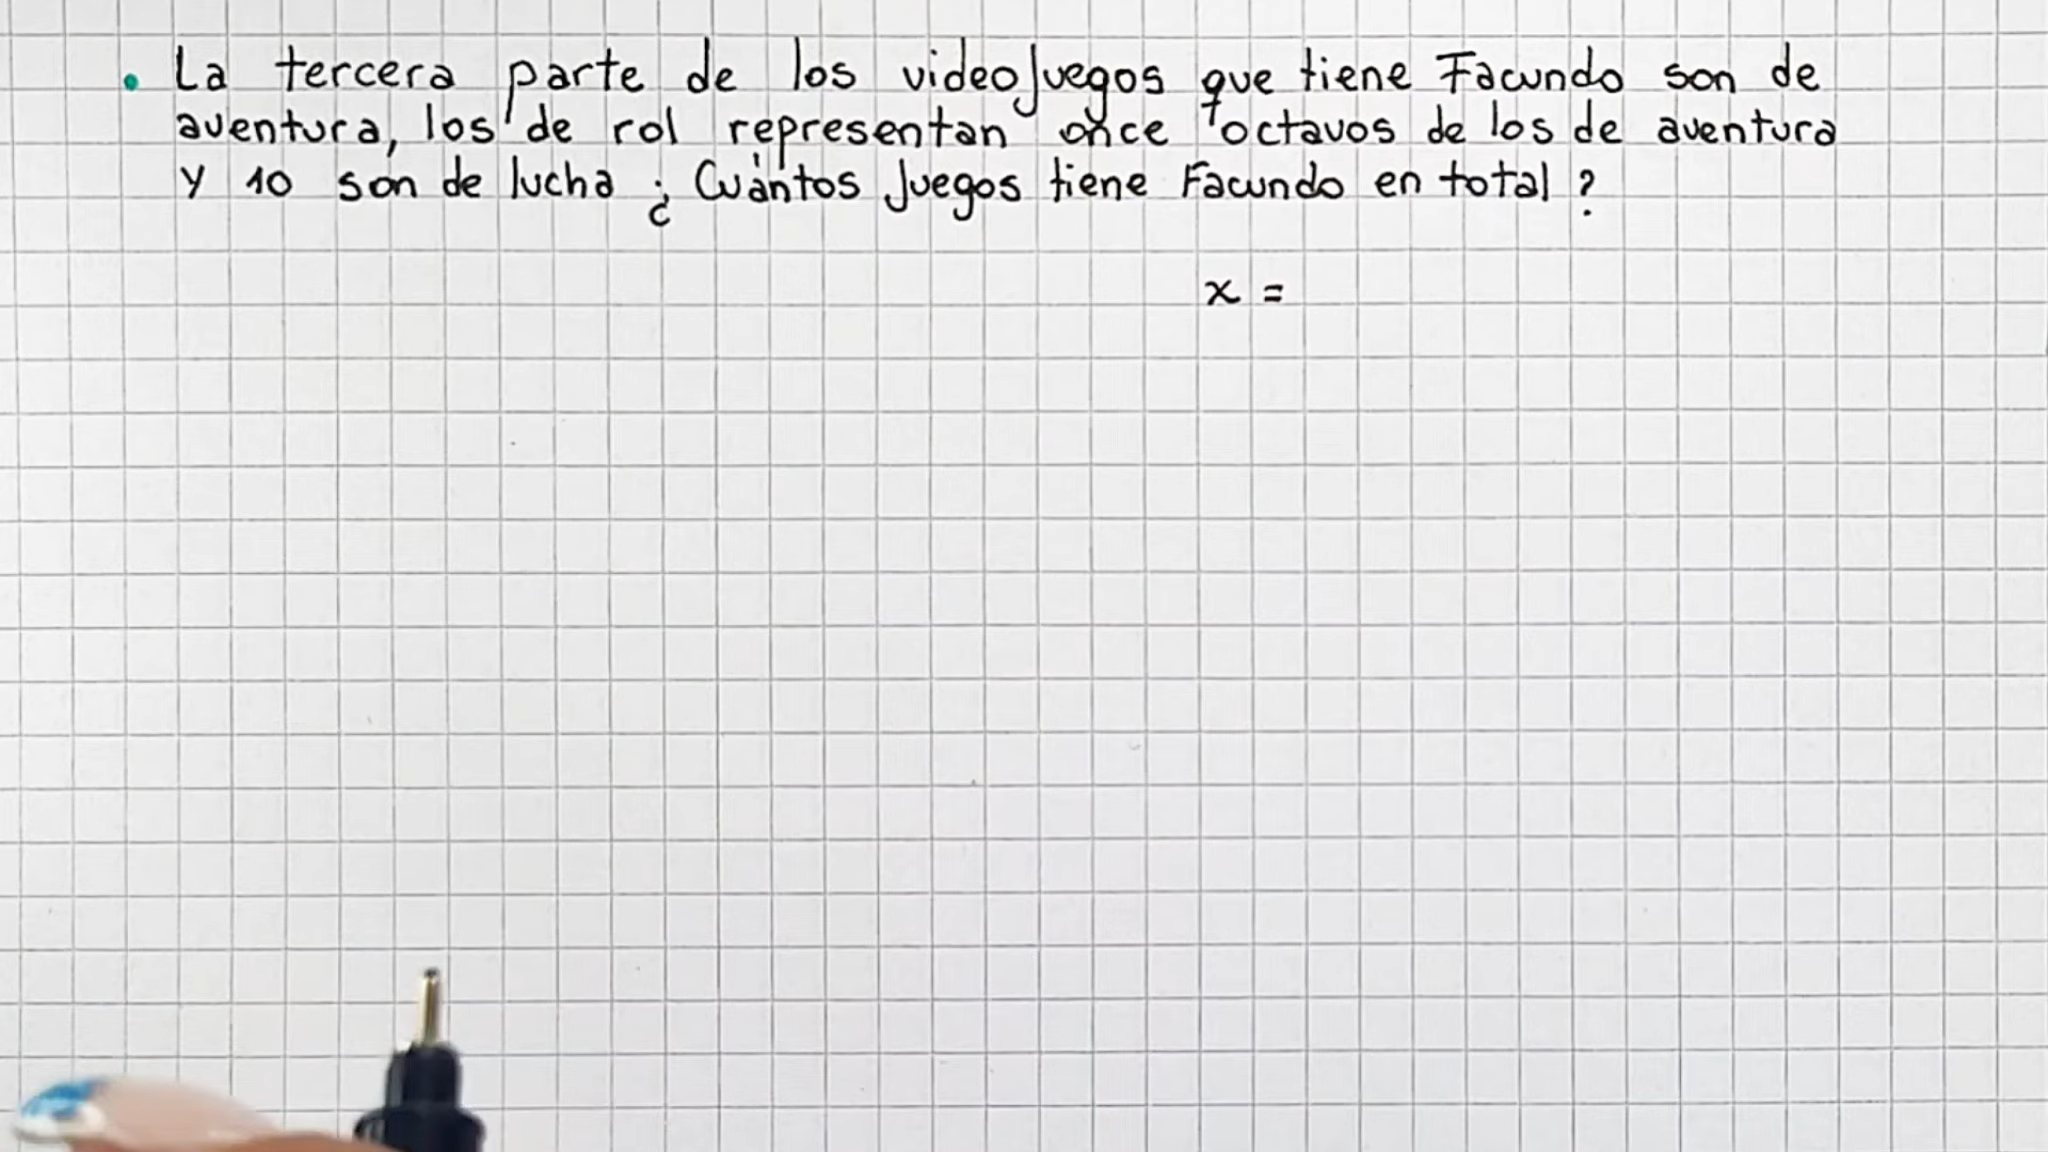 • La tercera parte de los videojuegos que tiene Facundo son de
aventura, los de rol representan once octavos de los de aventura
y 10 son de lucha ¿ Cuántos juegos tiene Facundo en total ?
x =